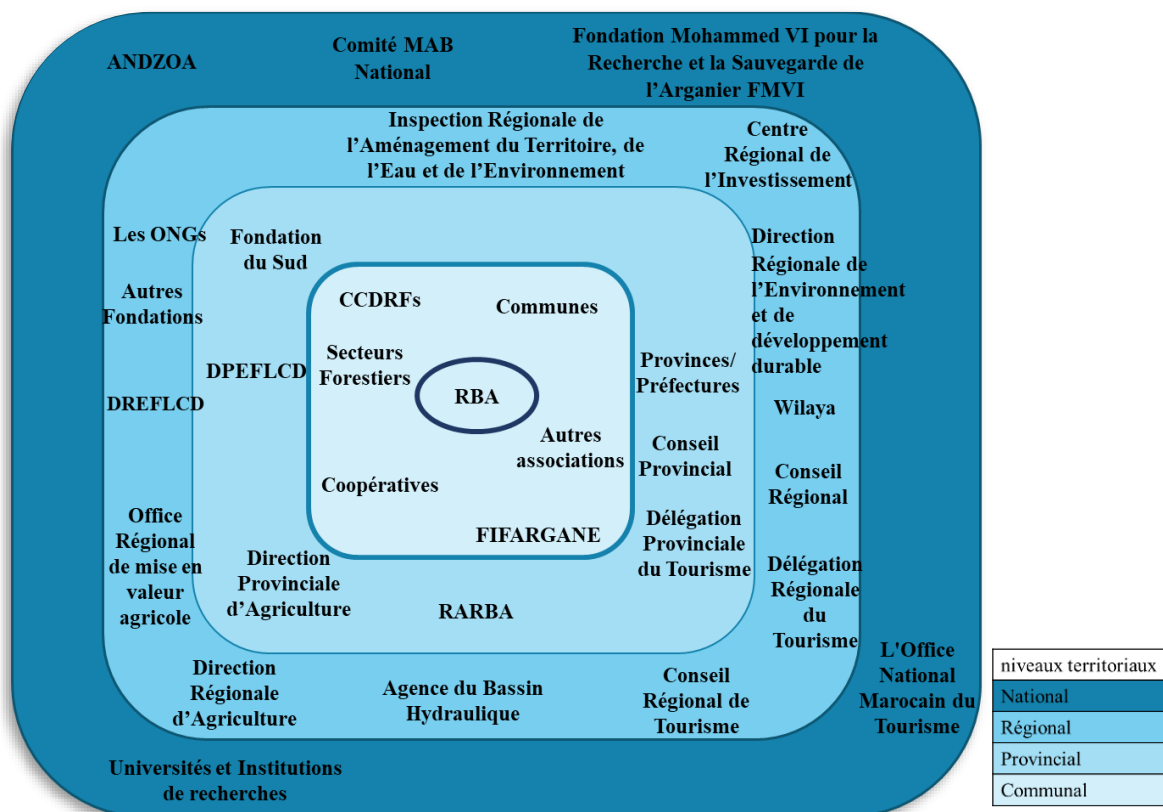 ANDZOA
Comité MAB
National
Fondation Mohammed VI pour la
Recherche et la Sauvegarde de
l'Arganier FMVI
Inspection Régionale de
l'Aménagement du Territoire, de
l'Eau et de l'Environnement
Centre
Régional de
l'Investissement
Les ONGs
Autres
Fondations
DREFLCD
Office
Régional
de mise en
valeur
agricole
Fondation
du Sud
DPEFLCD
Direction
Provinciale
d'Agriculture
CCDRFs
Communes
Secteurs
Forestiers
RBA
Autres
associations
Coopératives
FIFARGANE
RARBA
Provinces/
Préfectures
Conseil
Provincial
Délégation
Provinciale
du Tourisme
Direction
Régionale de
l'Environnement
et de
développement
durable
Wilaya
Conseil
Régional
Délégation
Régionale
du
Tourisme
Direction
Régionale
d'Agriculture
Agence du Bassin
Hydraulique
Conseil
Régional de
Tourisme
L'Office
National
Marocain du
Tourisme
Universités et Institutions
de recherches
niveaux territoriaux
National
Régional
Provincial
Communal